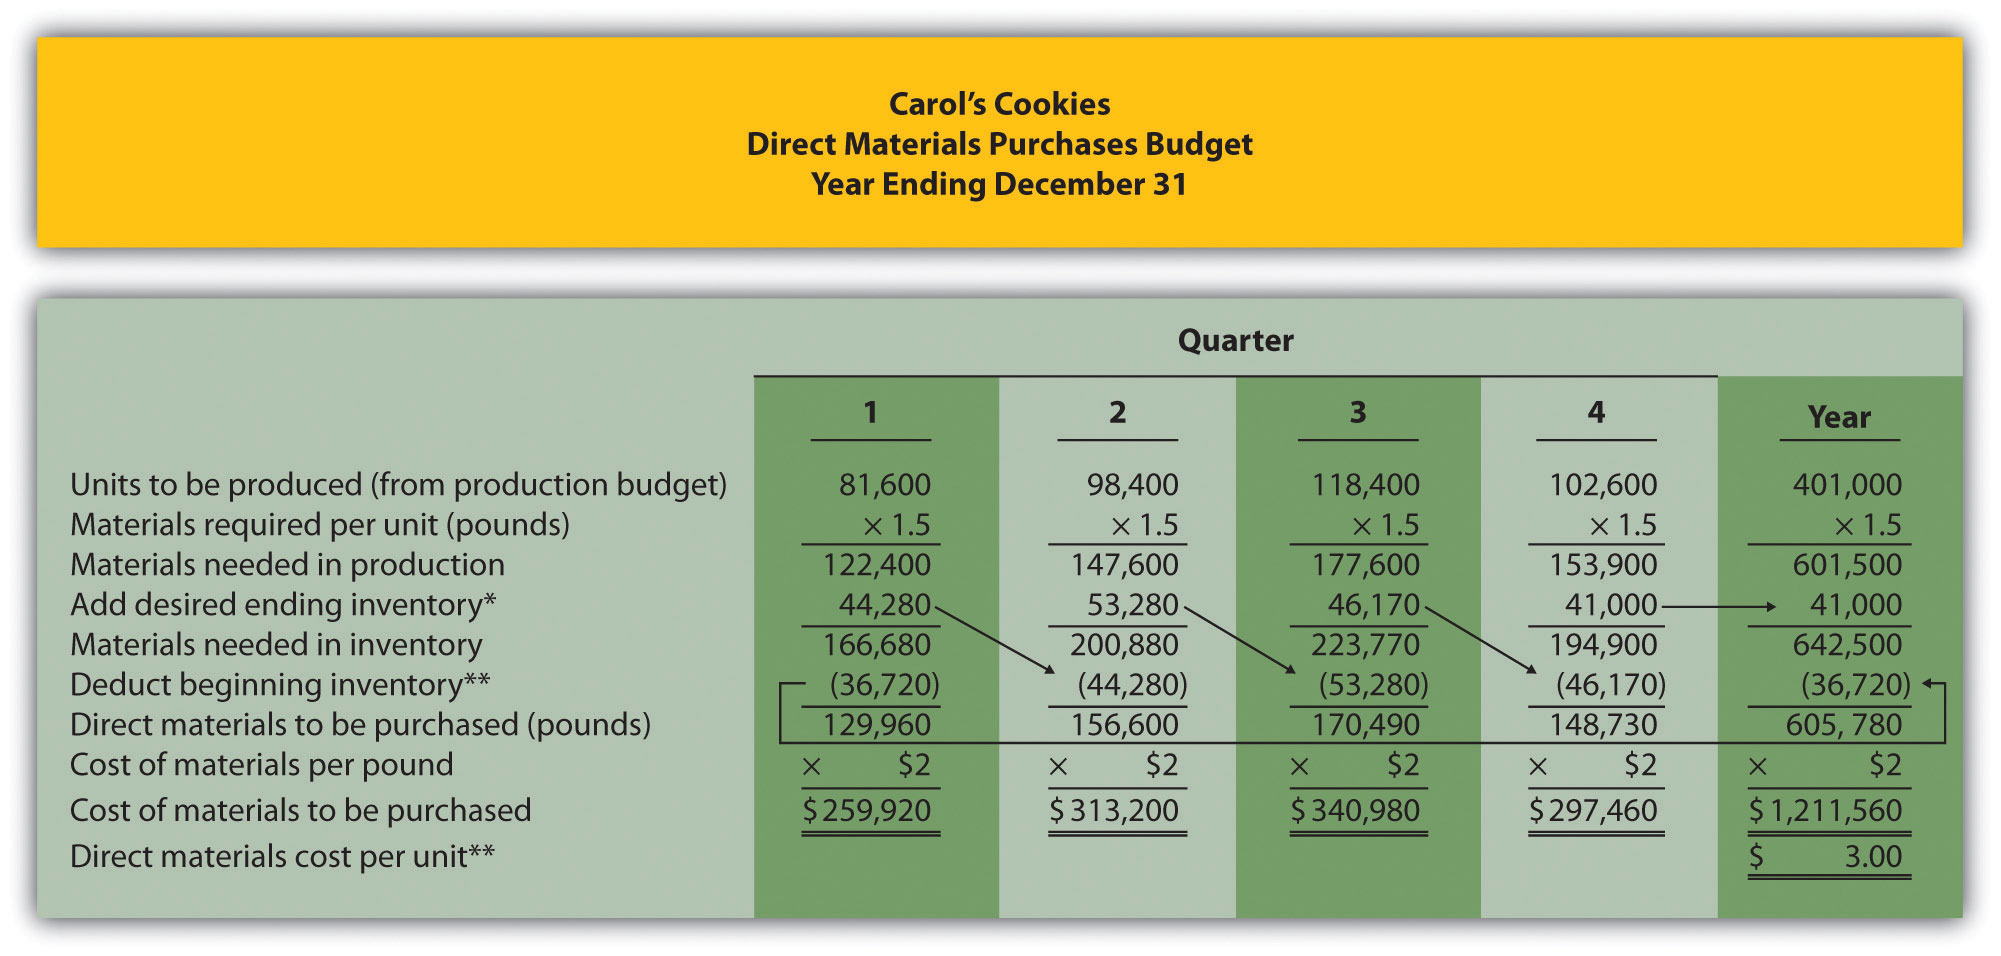 Carol’s Cookies
Direct Materials Purchases Budget
Year Ending December 31
Quarter
1 2 3 4 Year
Units to be produced (from production budget) 81,600 98,400 118,400 102,600 401,000
Materials required per unit (pounds) × 1.5 × 1.5 × 1.5 × 1.5 × 1.5
Materials needed in production 122,400 147,600 177,600 153,900 601,500
Add desired ending inventory* 44,280 53,280 46,170 41,000 41,000
Materials needed in inventory 166,680 200,880 223,770 194,900 642,500
Deduct beginning inventory** (36,720) (44,280) (53,280) (46,170) (36,720)
Direct materials to be purchased (pounds) 129,960 156,600 170,490 148,730 605, 780
Cost of materials per pound × $2 × $2 × $2 × $2 × $2
Cost of materials to be purchased $259,920 $313,200 $340,980 $297,460 $1,211,560
Direct materials cost per unit** $ 3.00